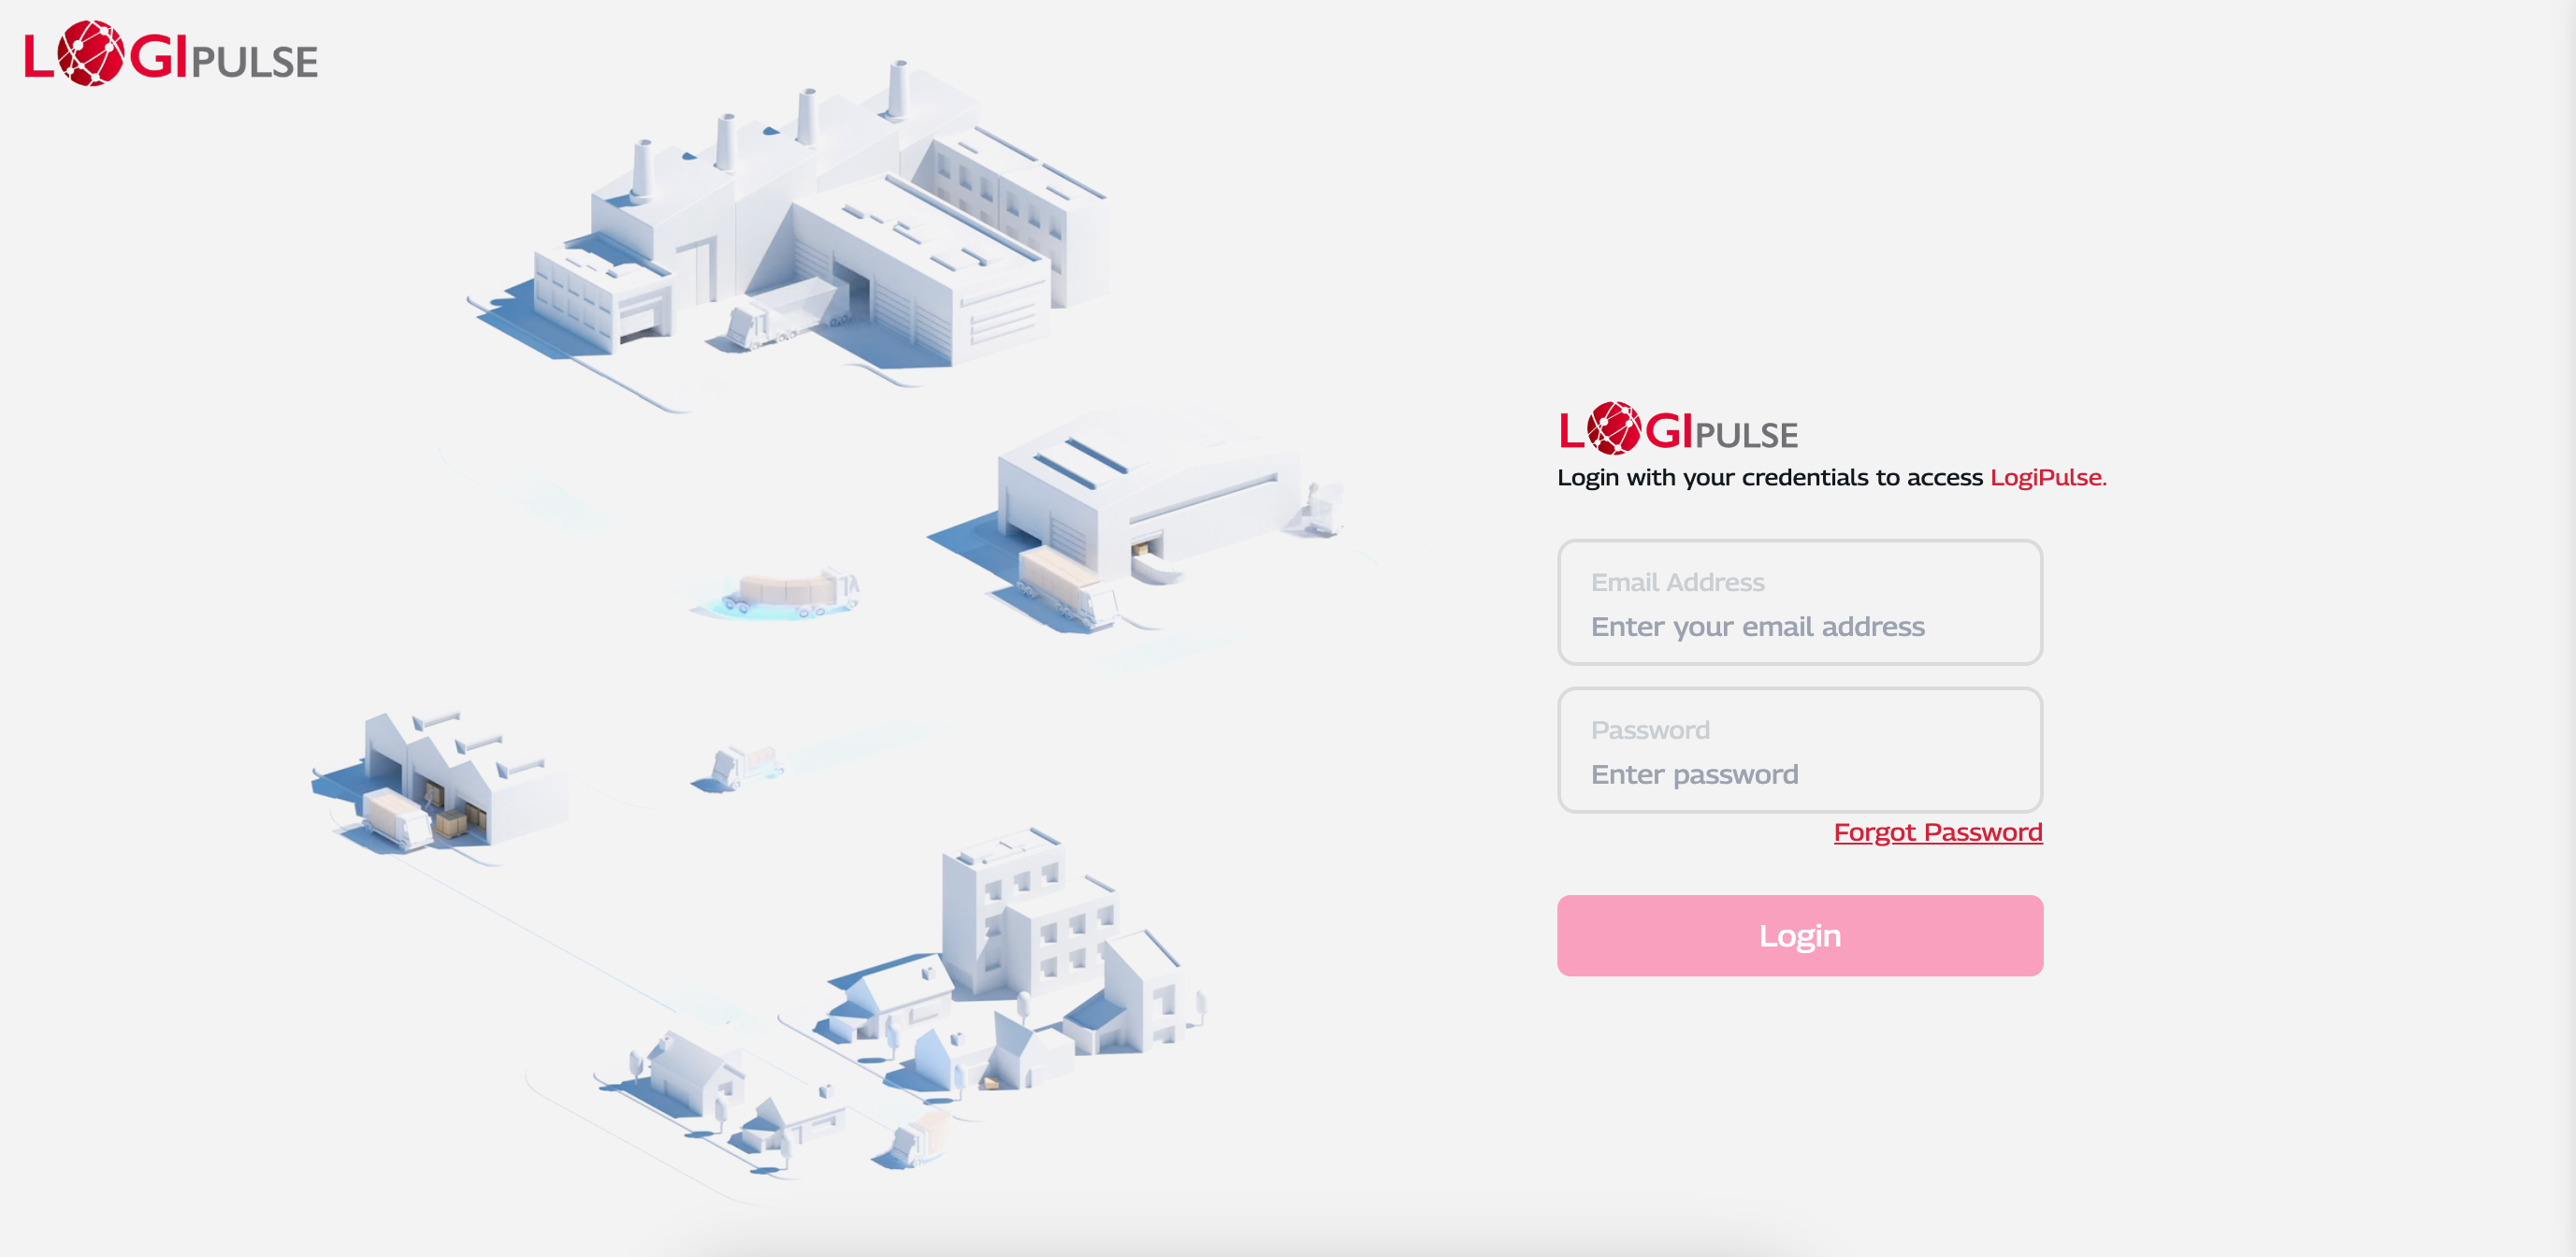 LOGIPULSE
LOGIPULSE
Login with your credentials to access LogiPulse.
Email Address
Enter your email address
Password
Enter password
Forgot Password
Login